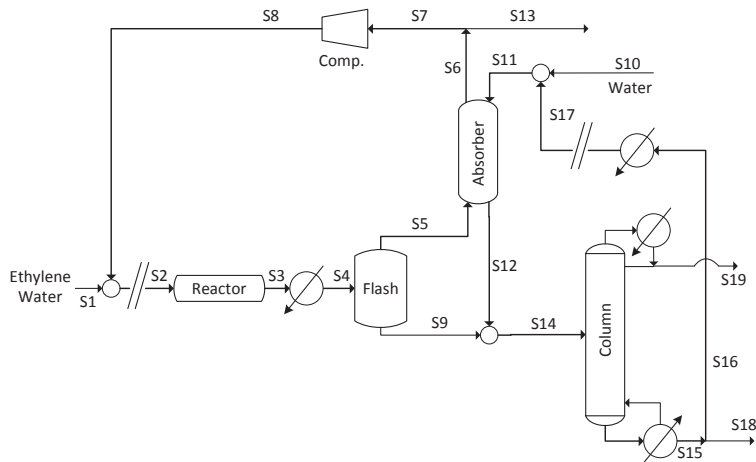 S8
S7
S13
Comp.
S6
S11
S10
Water
S17
Absorber
S5
Ethylene
Water
S1
S2
Reactor
S3
S4
Flash
S12
S9
S14
Column
S19
S16
S15
S18